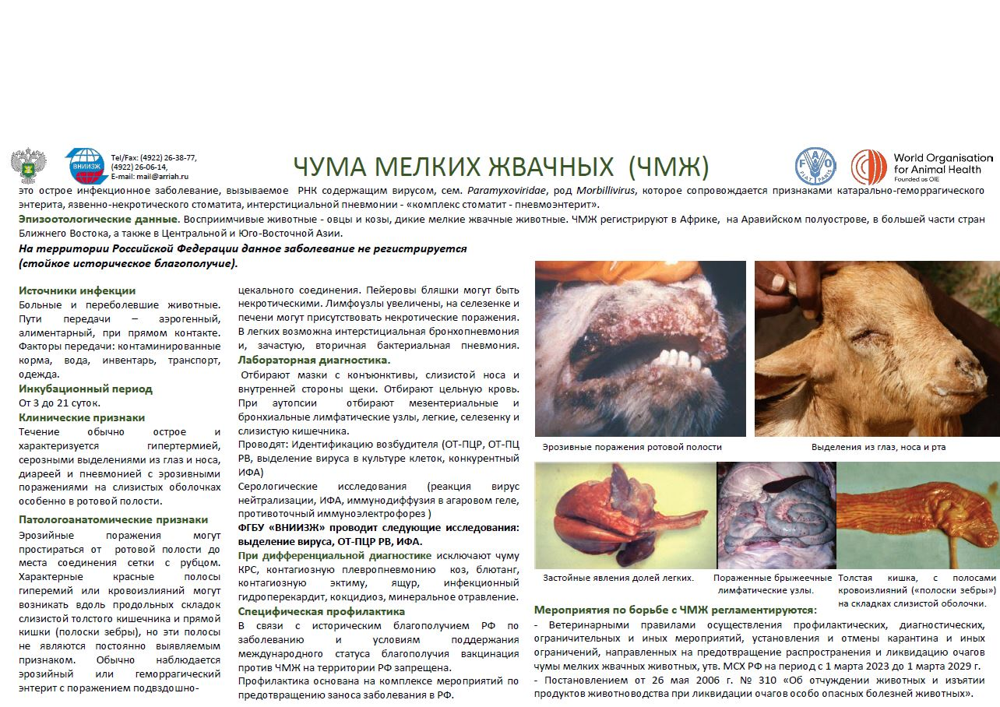 ВНИИЗЖ
Tel/Fax: (4922) 26-38-77,
(4922) 26-06-14,
E-mail: mail@arriah.ru
ЧУМА МЕЛКИХ ЖВАЧНЫХ (ЧМЖ)
FAO
FIAT PANIS
World Organisation
for Animal Health
Founded as OIE
это острое инфекционное заболевание, вызываемое РНК содержащим вирусом, сем. Paramyxoviridae, род Morbillivirus, которое сопровождается признаками катарально-геморрагического
энтерита, язвенно-некротического стоматита, интерстициальной пневмонии - «комплекс стоматит - пневмоэнтерит».
Эпизоотологические данные. Восприимчивые животные - овцы и козы, дикие мелкие жвачные животные. ЧМЖ регистрируют в Африке, на Аравийском полуострове, в большей части стран
Ближнего Востока, а также в Центральной и Юго-Восточной Азии.
На территории Российской Федерации данное заболевание не регистрируется
(стойкое историческое благополучие).
Источники инфекции
Больные и переболевшие животные.
Пути передачи – аэрогенный,
алиментарный, при прямом контакте.
Факторы передачи: контаминированные
корма, вода, инвентарь, транспорт,
одежда.
Инкубационный период
От 3 до 21 суток.
Клинические признаки
Течение обычно острое и
характеризуется гипертермией,
серозными выделениями из глаз и носа,
диареей и пневмонией с эрозивными
поражениями на слизистых оболочках
особенно в ротовой полости.
Патологоанатомические признаки
Эрозийные поражения могут
простираться от ротовой полости до
места соединения сетки с рубцом.
Характерные красные полосы
гиперемий или кровоизлияний могут
возникать вдоль продольных складок
слизистой толстого кишечника и прямой
кишки (полоски зебры), но эти полосы
не являются постоянно выявляемым
признаком. Обычно наблюдается
эрозийный или геморрагический
энтерит с поражением подвздошно-
цекального соединения. Пейеровы бляшки могут быть
некротическими. Лимфоузлы увеличены, на селезенке и
печени могут присутствовать некротические поражения.
В легких возможна интерстициальная бронхопневмония
и, зачастую, вторичная бактериальная пневмония.
Лабораторная диагностика.
Отбирают мазки с конъюнктивы, слизистой носа и
внутренней стороны щеки. Отбирают цельную кровь.
При аутопсии отбирают мезентериальные и
бронхиальные лимфатические узлы, легкие, селезенку и
слизистую кишечника.
Проводят: Идентификацию возбудителя (ОТ-ПЦР, ОТ-ПЦ
РВ, выделение вируса в культуре клеток, конкурентный
ИФА)
Серологические исследования (реакция вирус
нейтрализации, ИФА, иммунодиффузия в агаровом геле,
противоточный иммуноэлектрофорез )
ФГБУ «ВНИИЗЖ» проводит следующие исследования:
выделение вируса, ОТ-ПЦР РВ, ИФА.
При дифференциальной диагностике исключают чуму
КРС, контагиозную плевропневмонию коз, блютанг,
контагиозную эктиму, ящур, инфекционный
гидроперекардит, кокцидиоз, минеральное отравление.
Специфическая профилактика
В связи с историческим благополучием РФ по
заболеванию и условиям поддержания
международного статуса благополучия вакцинация
против ЧМЖ на территории РФ запрещена.
Профилактика основана на комплексе мероприятий по
предотвращению заноса заболевания в РФ.
Эрозивные поражения ротовой полости
Выделения из глаз, носа и рта
Застойные явления долей легких.
Пораженные брыжеечные
лимфатические узлы.
Толстая кишка, с полосами
кровоизлияний («полоски зебры»)
на складках слизистой оболочки.
Мероприятия по борьбе с ЧМЖ регламентируются:
- Ветеринарными правилами осуществления профилактических, диагностических,
ограничительных и иных мероприятий, установления и отмены карантина и иных
ограничений, направленных на предотвращение распространения и ликвидацию очагов
чумы мелких жвачных животных, утв. МСХ РФ на период с 1 марта 2023 до 1 марта 2029 г.
- Постановлением от 26 мая 2006 г. № 310 «Об отчуждении животных и изъятии
продуктов животноводства при ликвидации очагов особо опасных болезней животных».